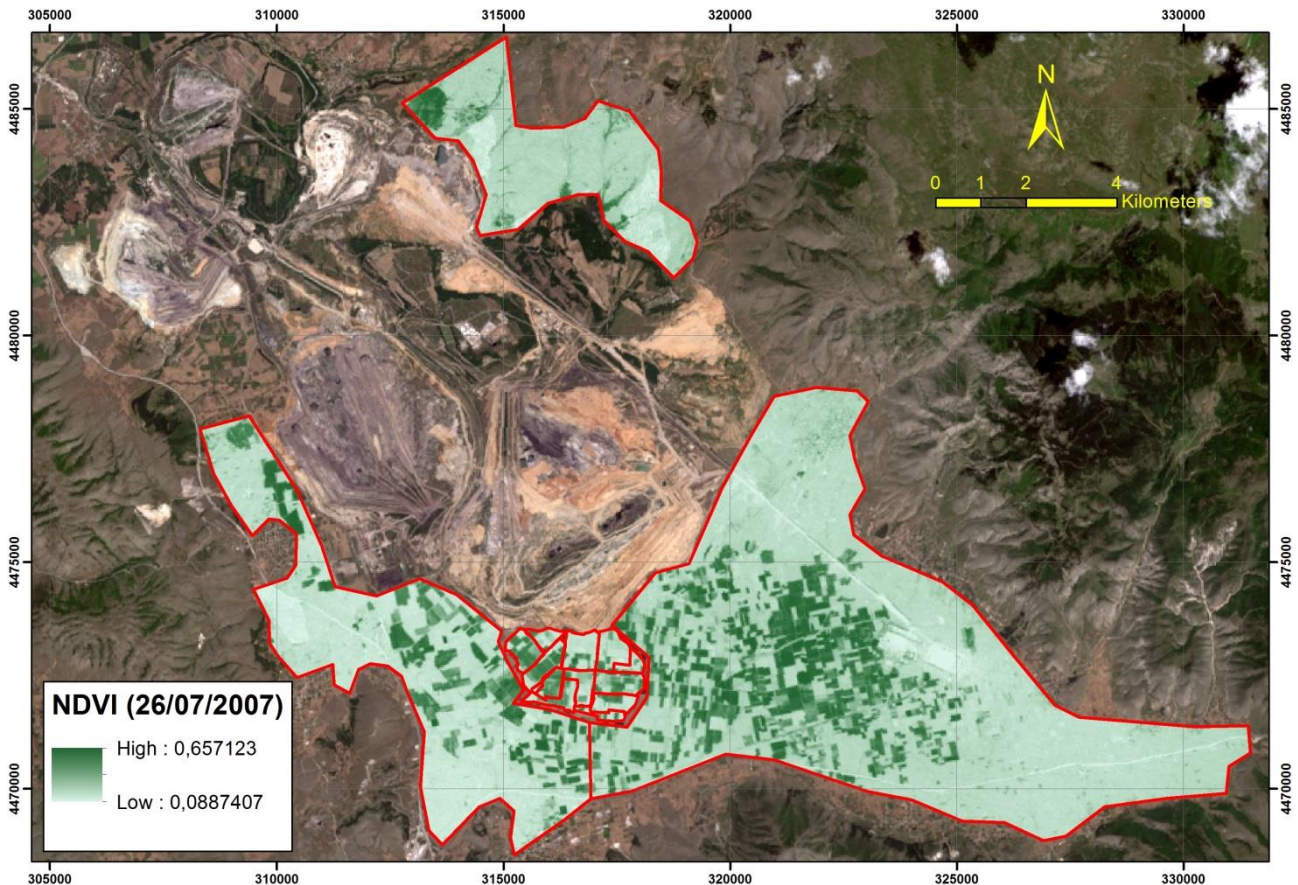 305000 310000 315000 320000 325000 330000
N
4485000 4485000
0 1 2 4
Kilometers
4480000 4480000
4475000 4475000
NDVI (26/07/2007)
High : 0,657123
Low : 0,0887407
4470000 4470000
305000 310000 315000 320000 325000 330000